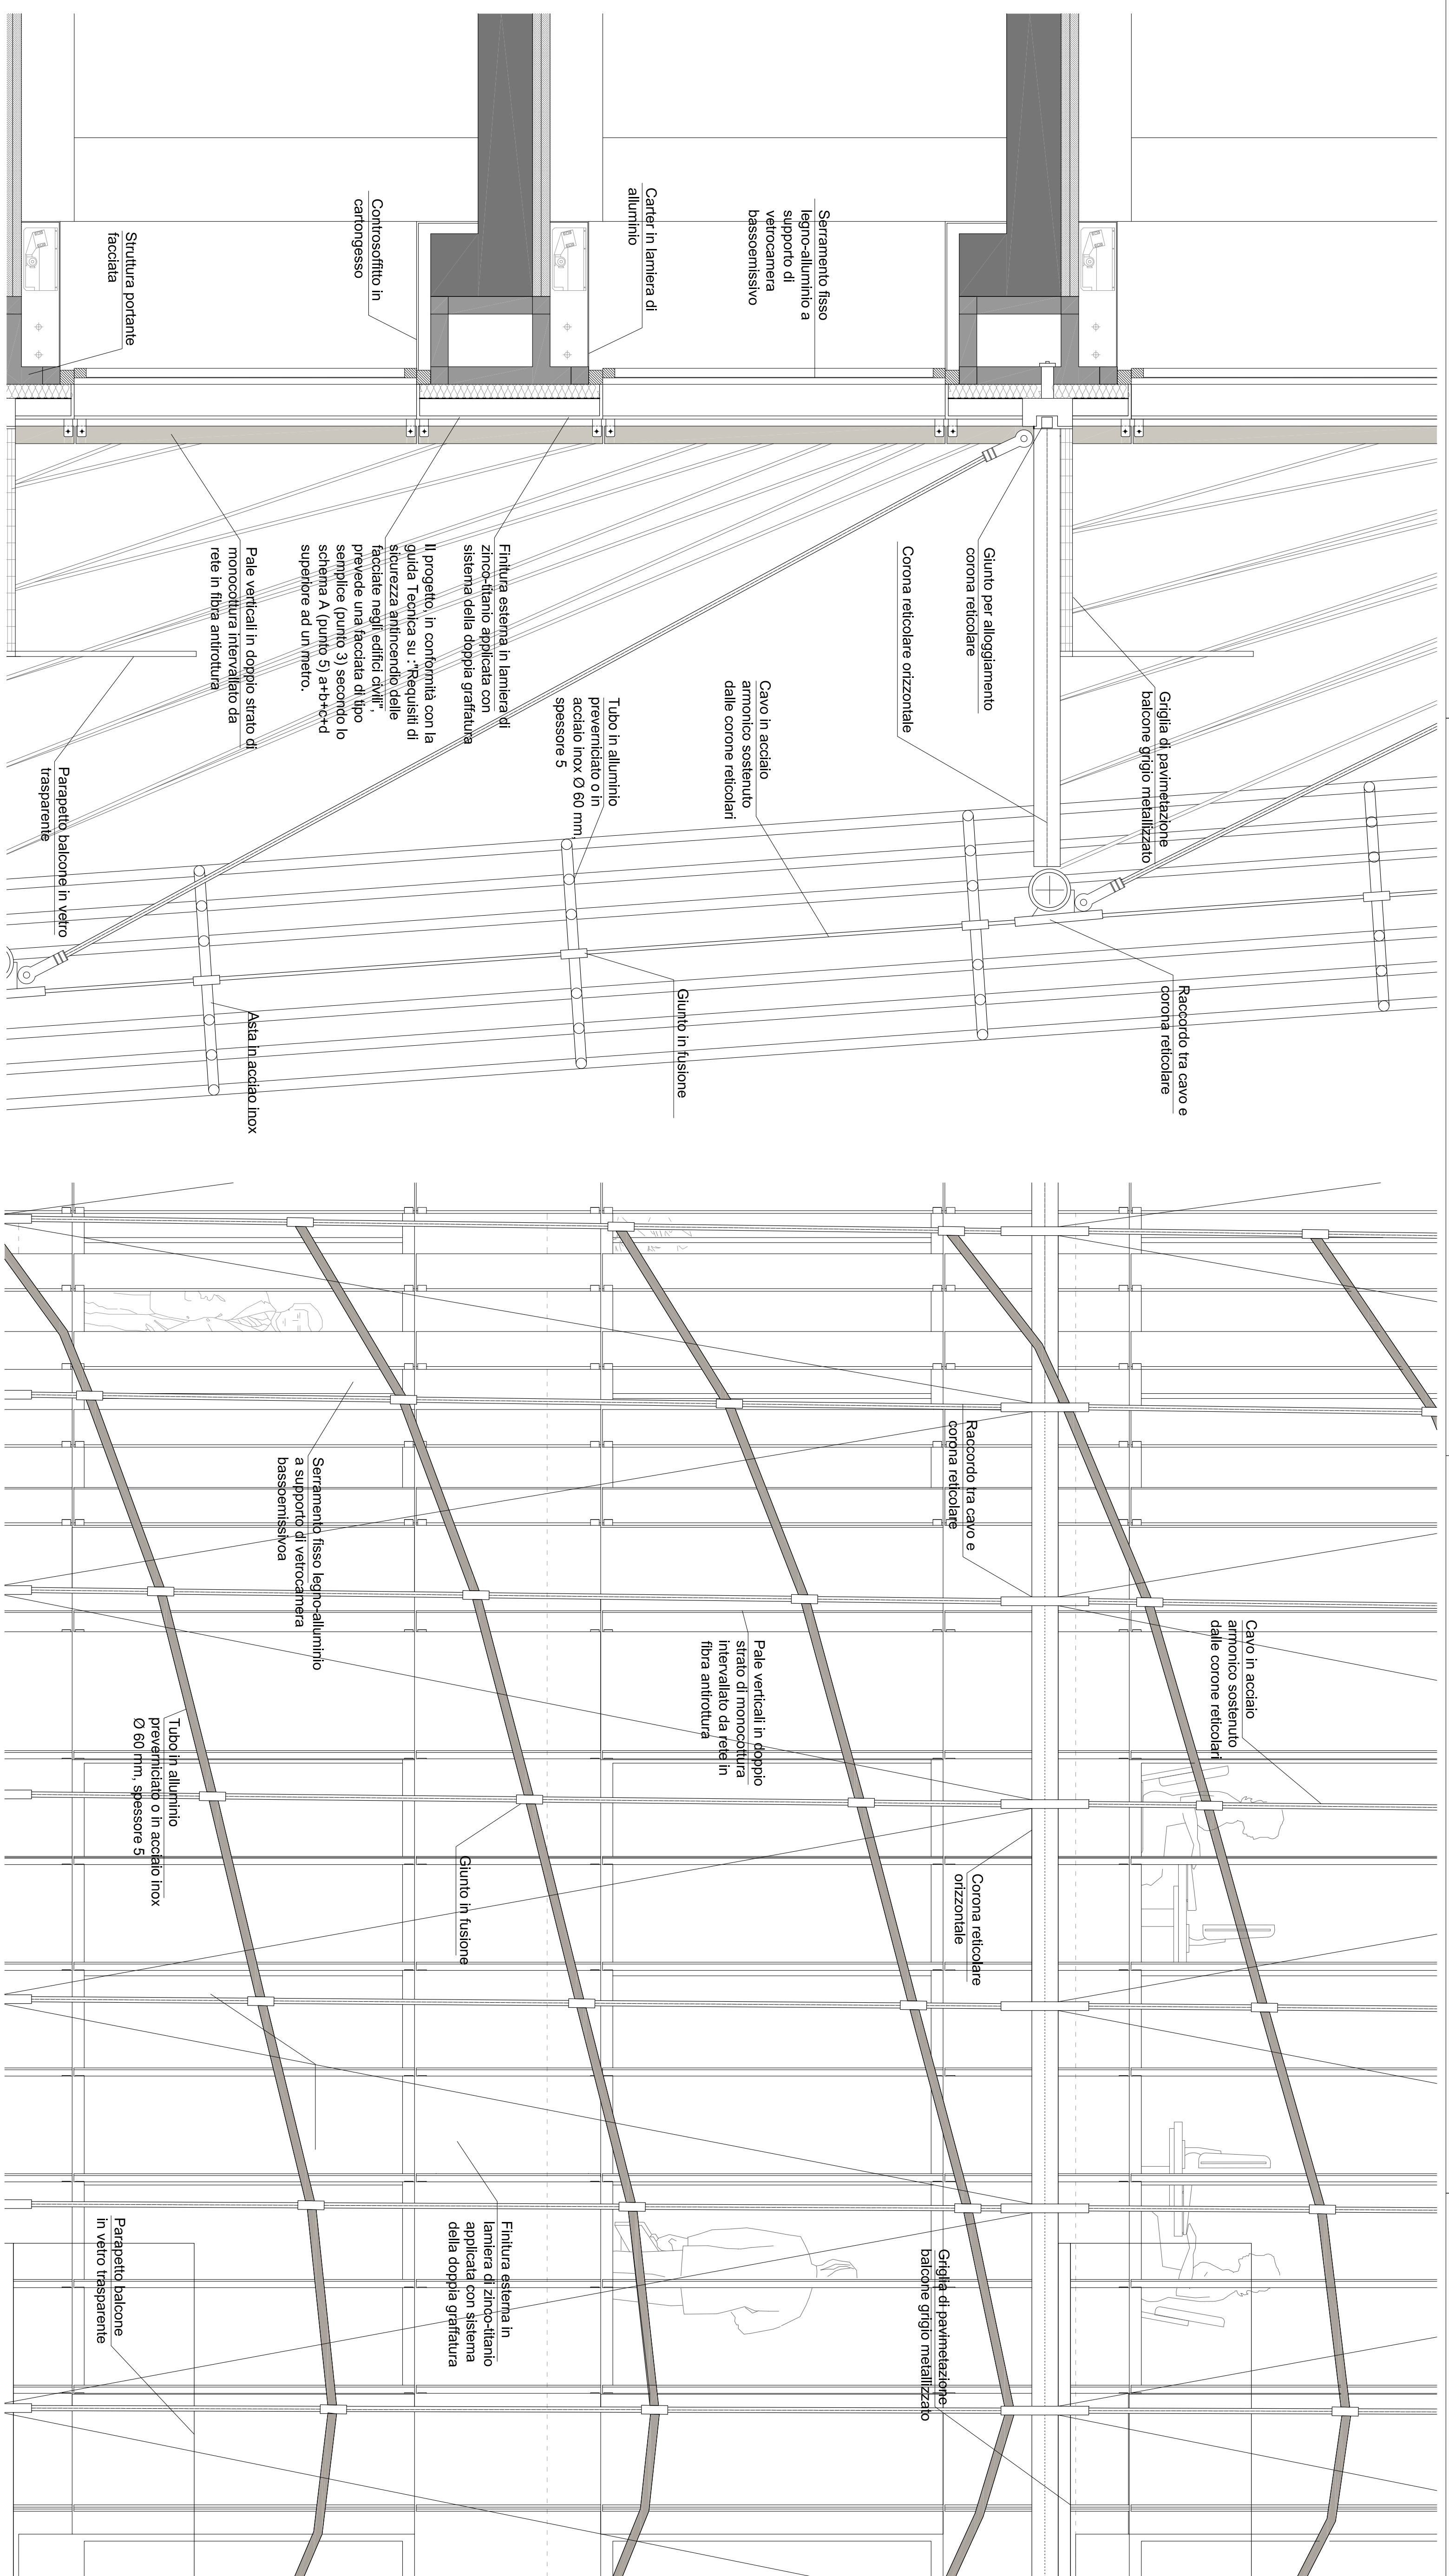 Griglia di pavimetazione
balcone grigio metallizzato
Raccordo tra cavo e
corona reticolare
Giunto per alloggiamento
corona reticolare
Corona reticolare orizzontale
Serramento fisso
legno-alluminio a
supporto di
vetrocamera
bassoemissivo
Cavo in acciaio
armonico sostenuto
dalle corone reticolari
Giunto in fusione
Carter in lamiera di
alluminio
Tubo in alluminio
preverniciato o in
acciaio inox Ø 60 mm,
spessore 5
Finitura esterna in lamiera di
zinco-titanio applicata con
sistema della doppia graffatura
Il progetto, in conformità con la
guida Tecnica su :"Requisiti di
sicurezza antincendio delle
facciate negli edifici civili",
prevede una facciata di tipo
semplice (punto 3) secondo lo
schema A (punto 5) a+b+c+d
superiore ad un metro.
Controsoffitto in
cartongesso
Pale verticali in doppio strato di
monocottura intervallato da
rete in fibra antirottura
Asta in acciao inox
Struttura portante
facciata
Parapetto balcone in vetro
trasparente
Cavo in acciaio
armonico sostenuto
dalle corone reticolari
Raccordo tra cavo e
corona reticolare
Corona reticolare
orizzontale
Griglia di pavimetazione
balcone grigio metallizzato
Pale verticali in doppio
strato di monocottura
intervallato da rete in
fibra antirottura
Finitura esterna in
lamiera di zinco-titanio
applicata con sistema
della doppia graffatura
Giunto in fusione
Serramento fisso legno-alluminio
a supporto di vetrocamera
bassoemissivoa
Tubo in alluminio
preverniciato o in acciaio inox
Ø 60 mm, spessore 5
Parapetto balcone
in vetro trasparente